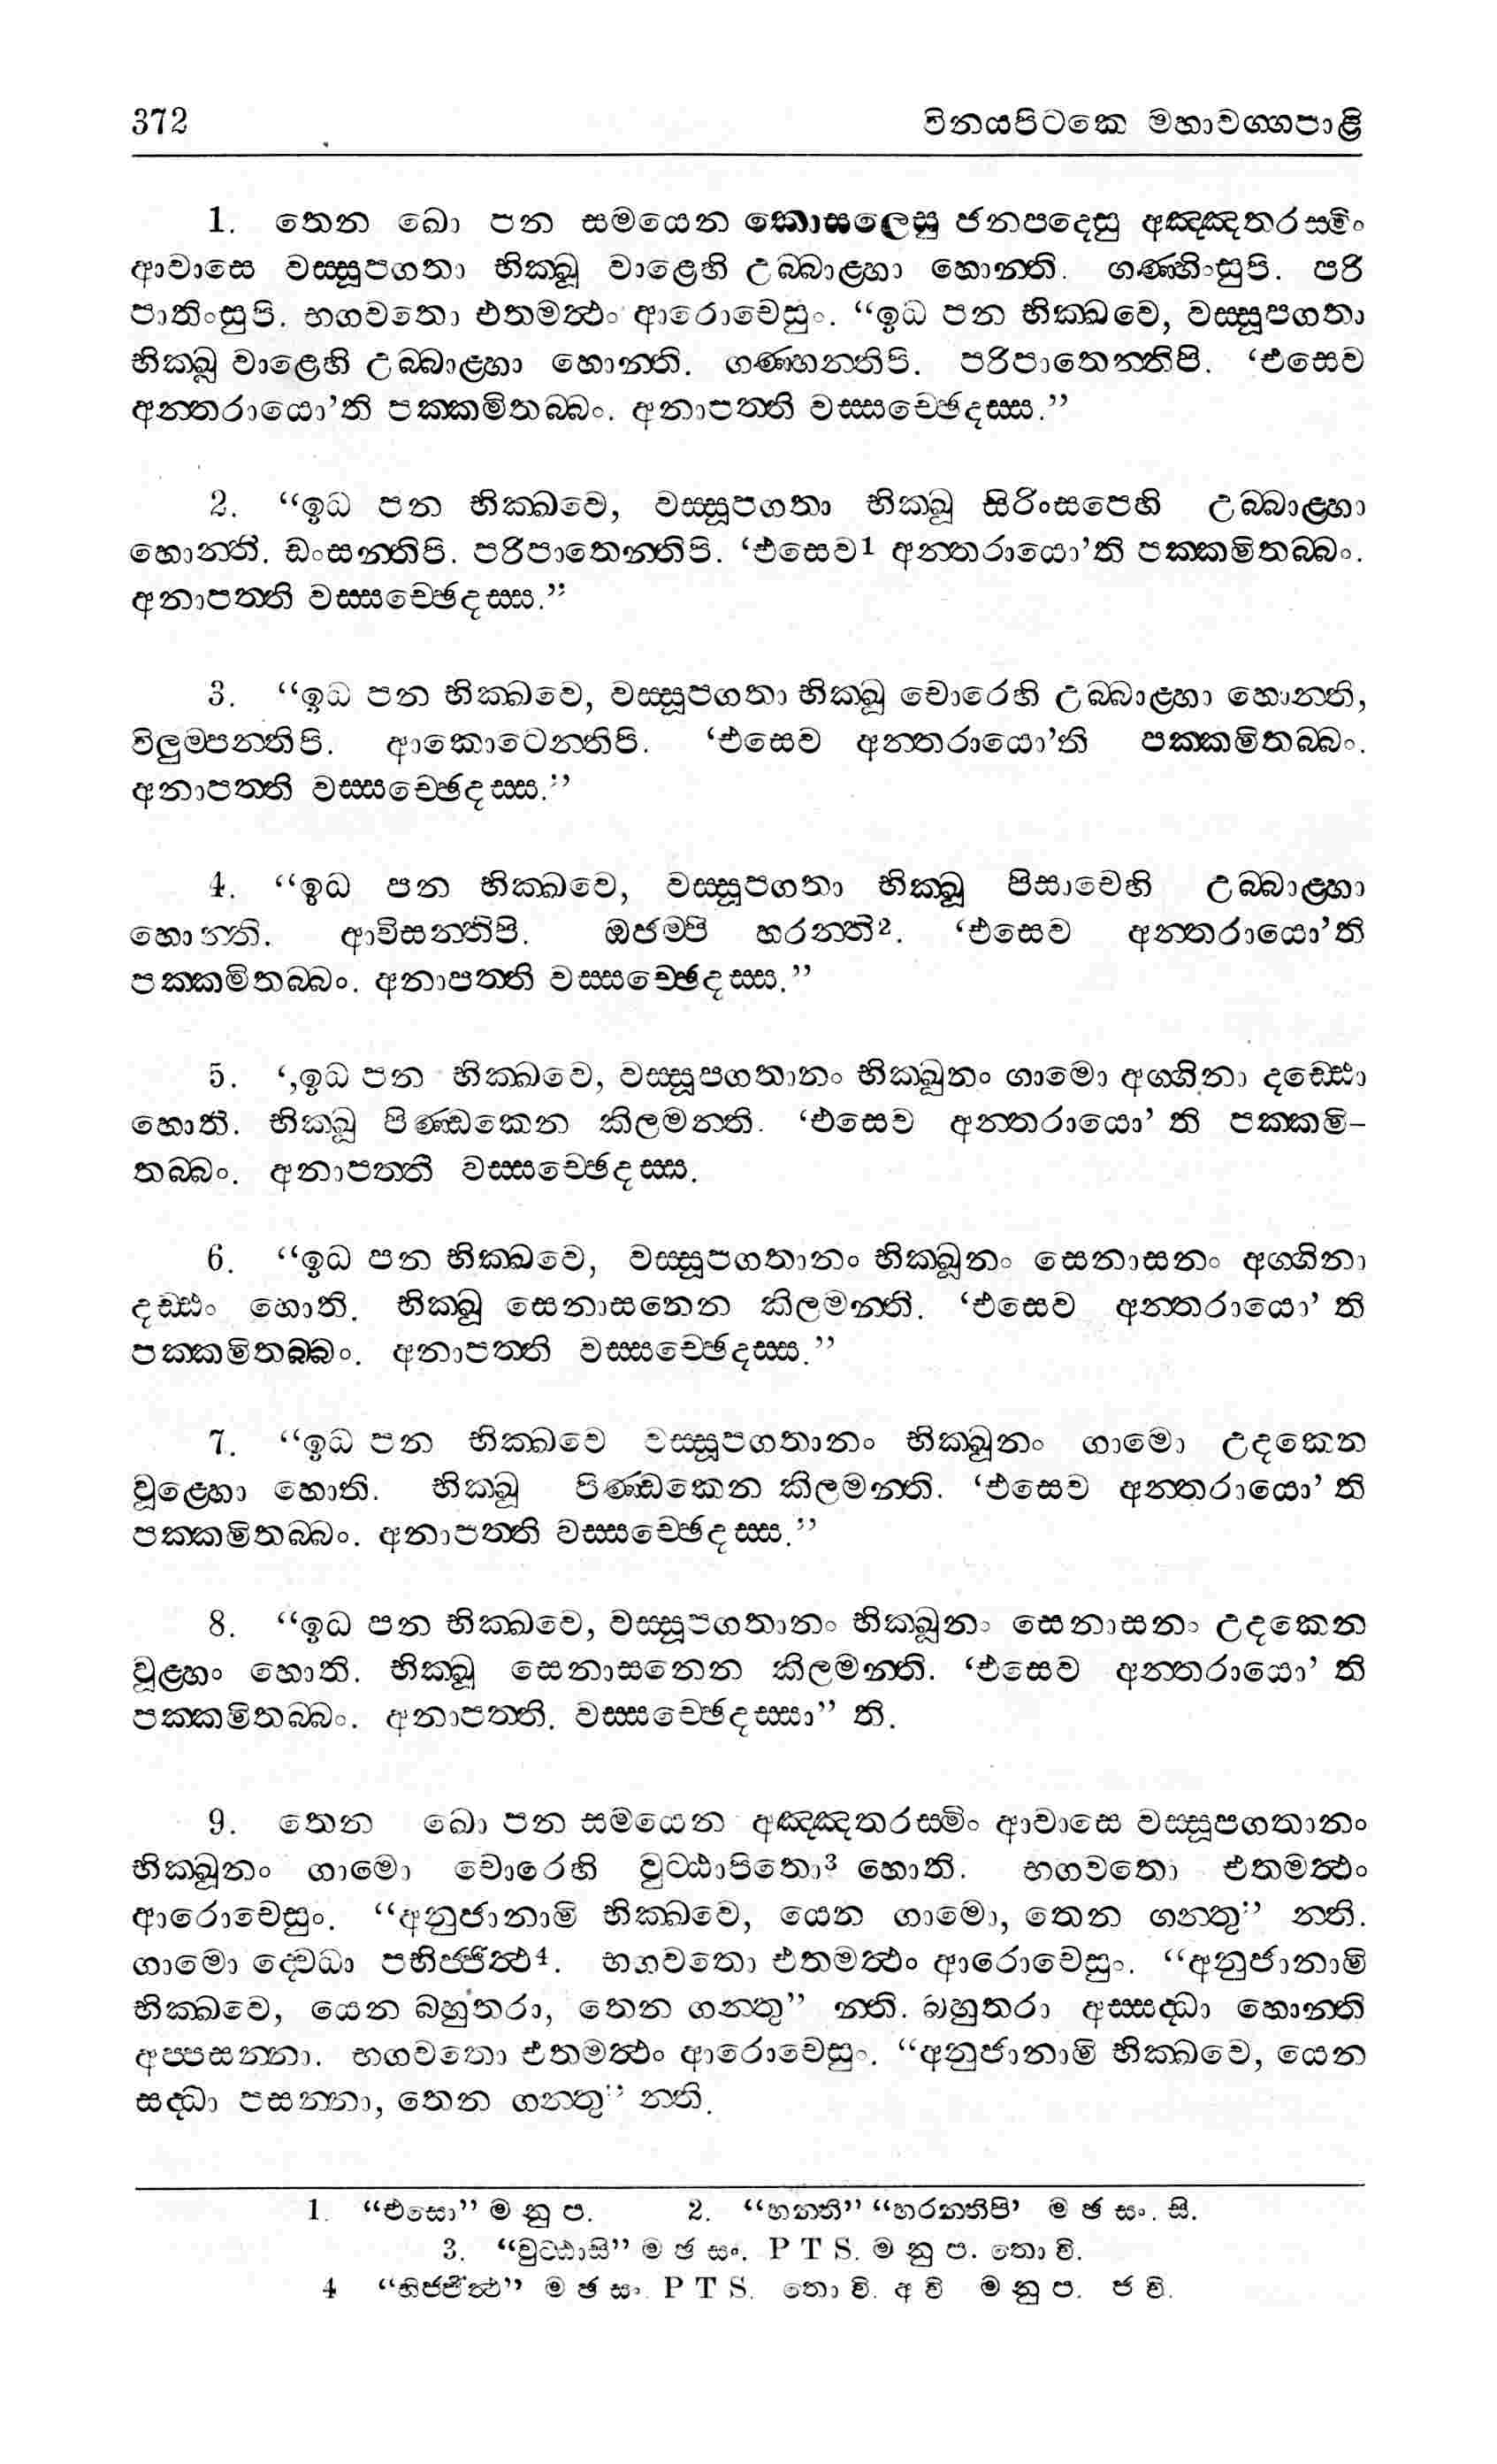 372 විනයපිටකෙ මහාවග්ගපාළි
1. තෙන ඛො පන සමයෙන කොසලෙසු ජනපදෙසු අඤ්ඤතරස්මිං
ආවාසෙ වස්සූපගතා භික්ඛූ වාළෙහි උබ්බාළ්හා හොන්ති. ගණ්හිංසුපි. පරි
පාතිංසුපි. භගවතො එතමත්ථං ආරොචෙසුං. “ඉධ පන භික්ඛවෙ, වස්සූපගතා
භික්ඛූ වාළෙහි උබ්බාළ්හා හොන්ති. ගණ්හන්තිපි. පරිපාතෙන්තිපි. ‘එසෙව
අන්තරායො’ති පක්කමිතබ්බං. අනාපත්ති වස්සච්ඡෙදස්ස.”
2. “ඉධ පන භික්ඛවෙ, වස්සූපගතා භික්ඛූ සිරිංසපෙහි උබ්බාළ්හා
හොන්ති. ඩංසන්තිපි. පරිපාතෙන්තිපි. ‘එසෙව1 අන්තරායො’ති පක්කමිතබ්බං.
අනාපත්ති වස්සච්ඡෙදස්ස.”
3. “ඉධ පන භික්ඛවෙ, වස්සූපගතා භික්ඛූ චොරෙහි උබ්බාළ්හා හොන්ති,
විලුම්පන්තිපි. ආකොටෙන්තිපි. ‘එසෙව අන්තරායො’ති පක්කමිතබ්බං.
අනාපත්ති වස්සච්ඡෙදස්ස.”
4. “ඉධ පන භික්ඛවෙ, වස්සූපගතා භික්ඛූ පිසාචෙහි උබ්බාළ්හා
හොන්ති. ආවිසන්තිපි. ඔජම්පි හරන්ති2. ‘එසෙව අන්තරායො’ති
පක්කමිතබ්බං. අනාපත්ති වස්සච්ඡෙදස්ස.”
5. ‘,ඉධ පන භික්ඛවෙ, වස්සූපගතානං භික්ඛුනං ගාමො අග්ගිනා දඩ්ඪො
හොති. භික්ඛූ පිණ්ඩකෙන කිලමන්ති. ‘එසෙව අන්තරායො’ ති පක්කමි-
තබ්බං. අනාපත්ති වස්සච්ඡෙදස්ස.
6. “ඉධ පන භික්ඛවෙ, වස්සූපගතානං භික්ඛූනං සෙනාසනං අග්ගිනා
දඩ්ඪං හොති. භික්ඛූ සෙනාසනෙන කිලමන්ති. ‘එසෙව අන්තරායො’ ති
පක්කමිතබ්බං. අනාපත්ති වස්සච්ඡෙදස්ස.”
7. “ඉධ පන භික්ඛවෙ වස්සූපගතානං භික්ඛූනං ගාමො උදකෙන
වූළ්හො හොති. භික්ඛූ පිණ්ඩකෙන කිලමන්ති. ‘එසෙව අන්තරායො’ ති
පක්කමිතබ්බං. අනාපත්ති වස්සච්ඡෙදස්ස.”
8. “ඉධ පන භික්ඛවෙ, වස්සූපගතානං භික්ඛූනං සෙනාසනං උදකෙන
වූළ්හං හොති. භික්ඛූ සෙනාසනෙන කිලමන්ති. ‘එසෙව අන්තරායො’ ති
පක්කමිතබ්බං. අනාපත්ති. වස්සච්ඡෙදස්සා” ති.
9. තෙන ඛො පන සමයෙන අඤ්ඤතරස්මිං ආවාසෙ වස්සූපගතානං
භික්ඛූනං ගාමො චොරෙහි වුට්ඨාපිතො3 හොති. භගවතො එතමත්ථං
ආරොචෙසුං. “අනුජානාමි භික්ඛවෙ, යෙන ගාමො, තෙන ගන්තු” න්ති.
ගාමො ද්වෙධා පභිජ්ජිත්ථ4. භගවතො එතමත්ථං ආරොචෙසුං. “අනුජානාමි
භික්ඛවෙ, යෙන බහුතරා, තෙන ගන්තු” න්ති. බහුතරා අස්සද්ධා හොන්ති
අප්පසන්නා. භගවතො එතමත්ථං ආරොචෙසුං. “අනුජානාමි භික්ඛවෙ, යෙන
සද්ධා පසන්නා, තෙන ගන්තු” න්ති.
1. “එසො” ම නු ප. 2. “හනන්ති” “හරන්තිපි’ ම ඡ සං. සි.
3. “වුට්ඨාසි” ම ඡ සං. P T S. ම නු ප. තො වි.
4 “භිජ්ජිත්ථ” ම ඡ සං. P T S. තො වි. අ වි ම නු ප. ජ වි.